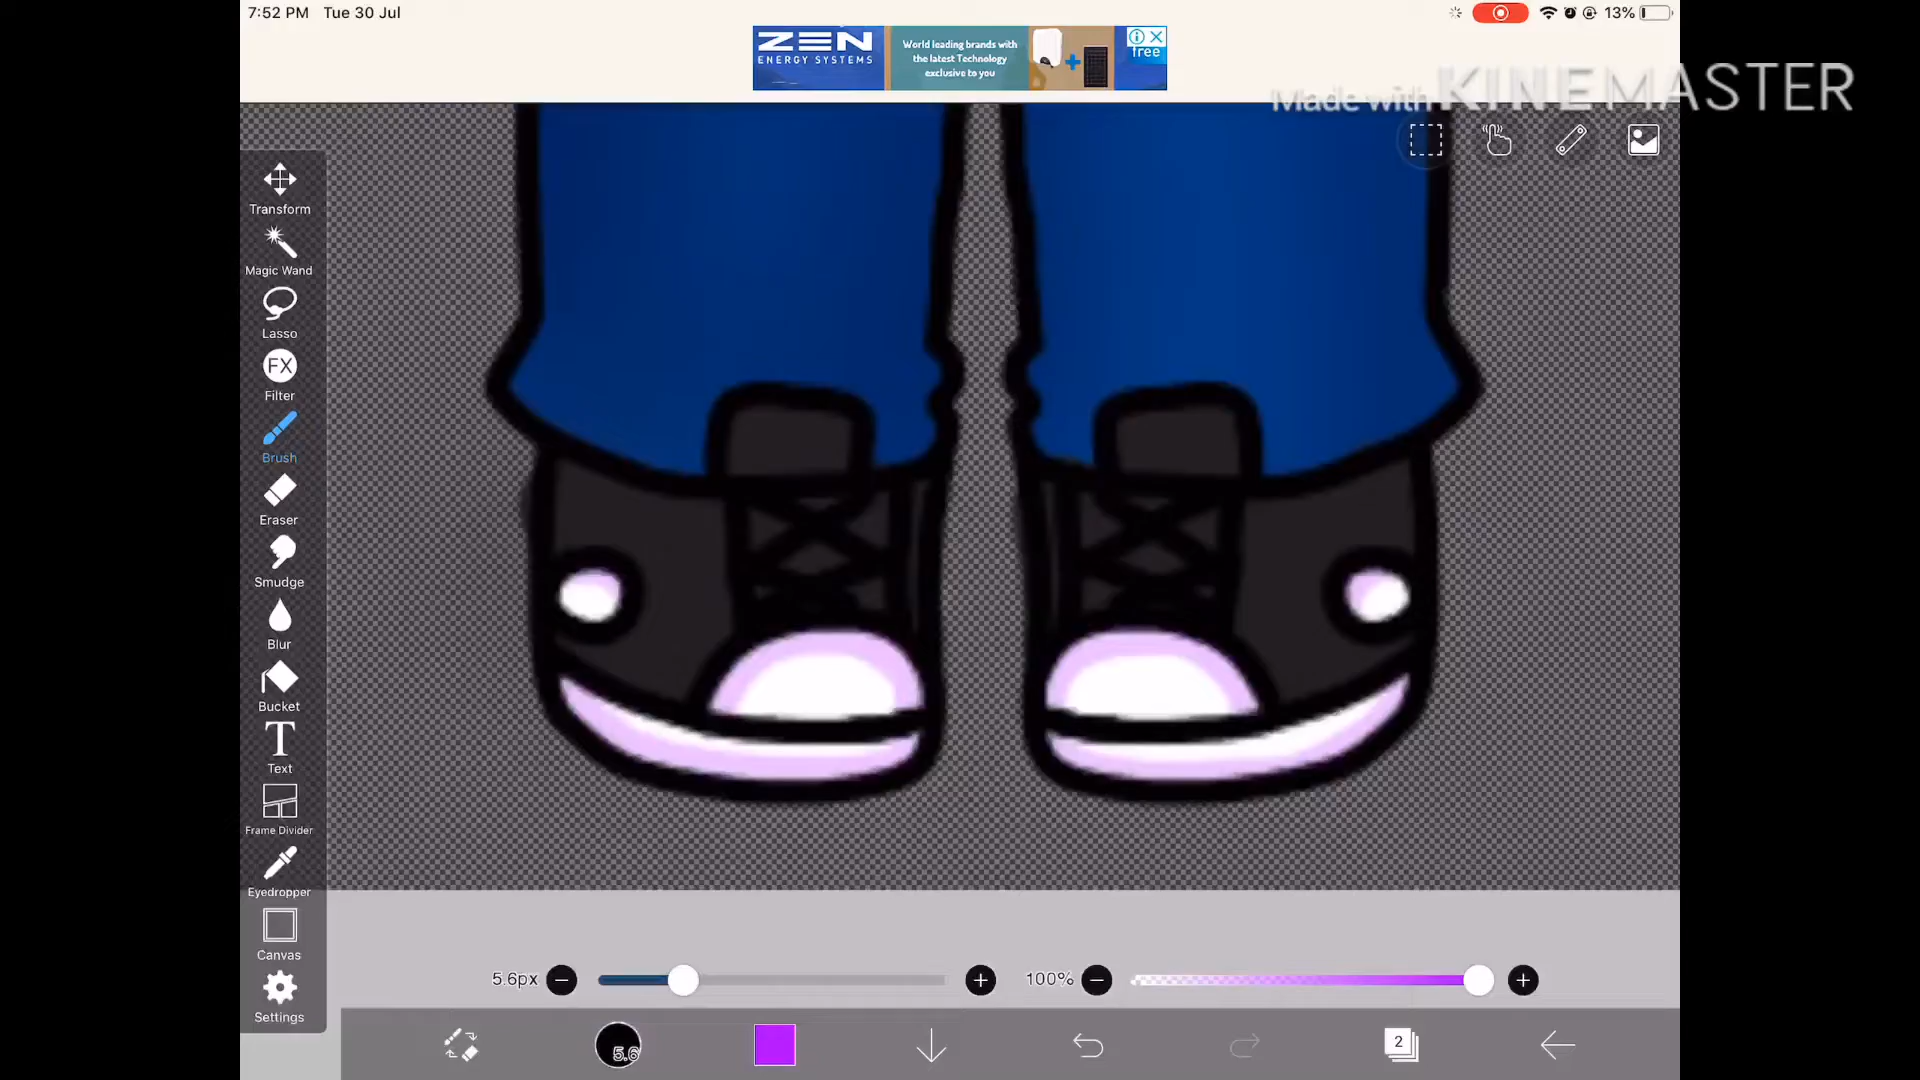 7:52 PM Tue 30 Jul
13%
ZEN
ENERGY SYSTEMS
World leading brands with
the latest Technology
exclusive to you
free
Made with KINEMASTER
Transform
Magic Wand
Lasso
FX
Filter
Brush
Eraser
Smudge
Blur
Bucket
T
Text
Frame Divider
Eyedropper
Canvas
Settings
5.6px
100%
5.6
2